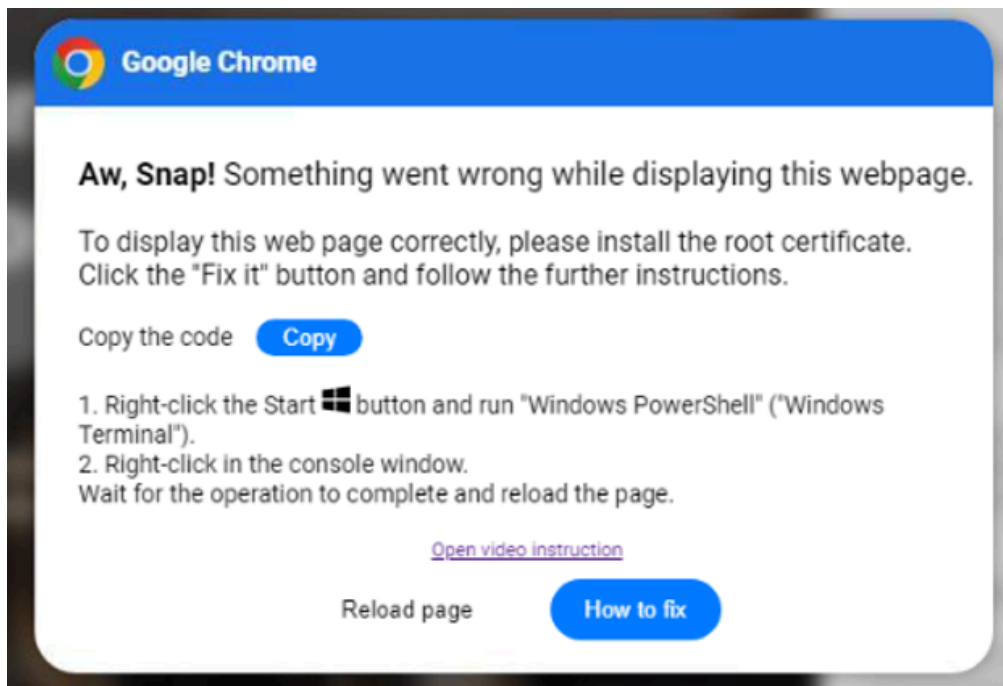 Google Chrome
Aw, Snap! Something went wrong while displaying this webpage.
To display this web page correctly, please install the root certificate.
Click the "Fix it" button and follow the further instructions.
Copy the code Copy
1. Right-click the Start button and run "Windows PowerShell" ("Windows
Terminal").
2. Right-click in the console window.
Wait for the operation to complete and reload the page.
Open video instruction
Reload page How to fix